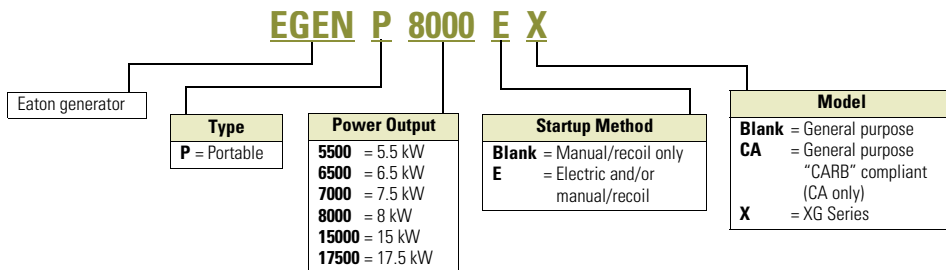 EGEN P 8000 E X
Eaton generator
Type
P = Portable
Power Output
5500 = 5.5 kW
6500 = 6.5 kW
7000 = 7.5 kW
8000 = 8 kW
15000 = 15 kW
17500 = 17.5 kW
Startup Method
Blank = Manual/recoil only
E = Electric and/or
manual/recoil
Model
Blank = General purpose
CA = General purpose
“CARB” compliant
(CA only)
X = XG Series